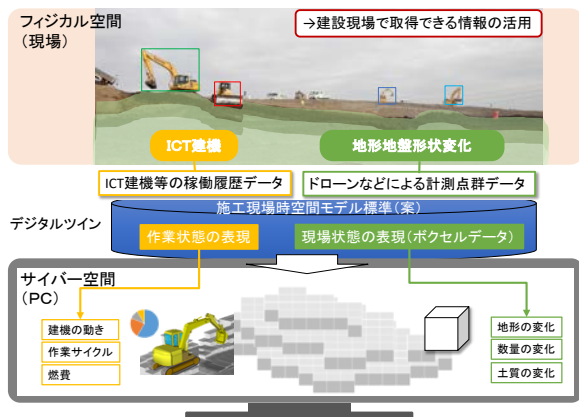 フィジカル空間
（現場）
→建設現場で取得できる情報の活用
ICT建機
地形地盤形状変化
ICT建機等の稼働履歴データ
ドローンなどによる計測点群データ
デジタルツイン
施工現場時空間モデル標準（案）
作業状態の表現
現場状態の表現（ボクセルデータ）
サイバー空間
（PC）
建機の動き
作業サイクル
燃費
地形の変化
数量の変化
土質の変化